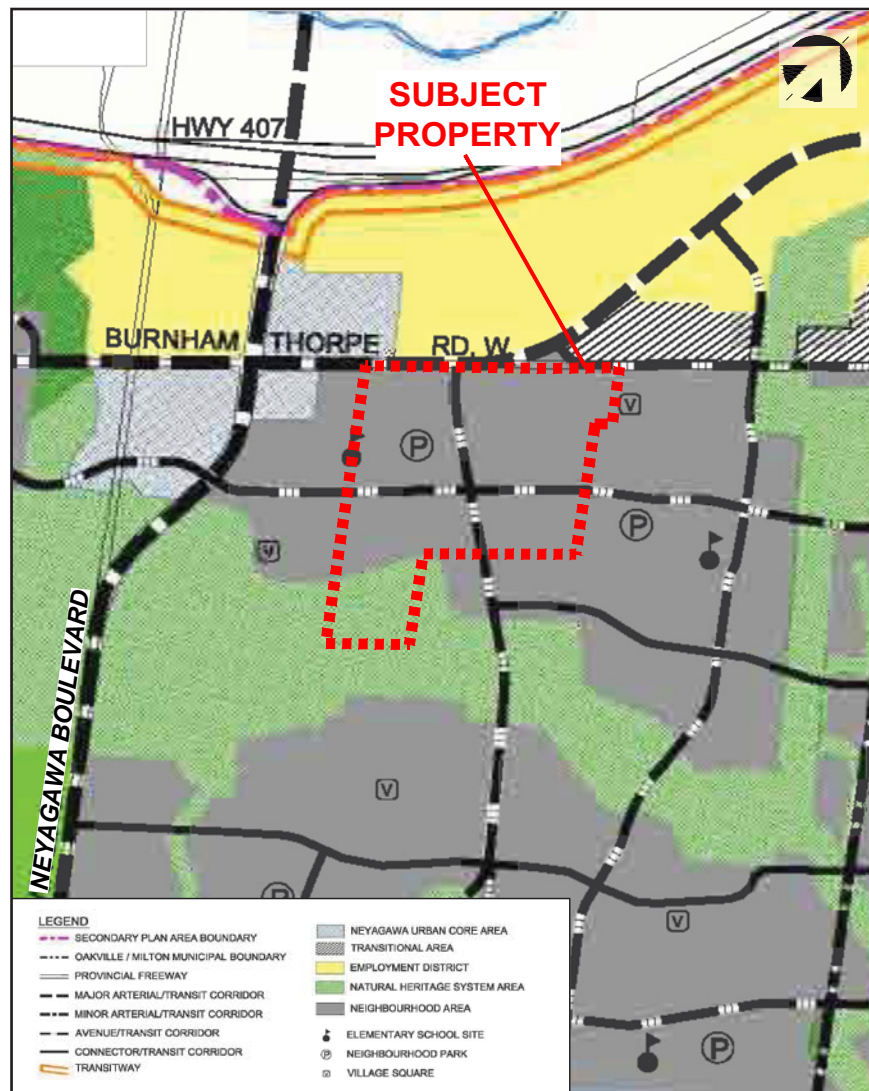 SUBJECT
PROPERTY
HWY 407
BURNHAM THORPE RD. W.
V
P
P
V
NEYAGAWA BOULEVARD
V
P
V
P
LEGEND
SECONDARY PLAN AREA BOUNDARY
OAKVILLE / MILTON MUNICIPAL BOUNDARY
PROVINCIAL FREEWAY
MAJOR ARTERIAL/TRANSIT CORRIDOR
MINOR ARTERIAL/TRANSIT CORRIDOR
AVENUE/TRANSIT CORRIDOR
CONNECTOR/TRANSIT CORRIDOR
TRANSITWAY
NEYAGAWA URBAN CORE AREA
TRANSITIONAL AREA
EMPLOYMENT DISTRICT
NATURAL HERITAGE SYSTEM AREA
NEIGHBOURHOOD AREA
ELEMENTARY SCHOOL SITE
P NEIGHBOURHOOD PARK
V VILLAGE SQUARE